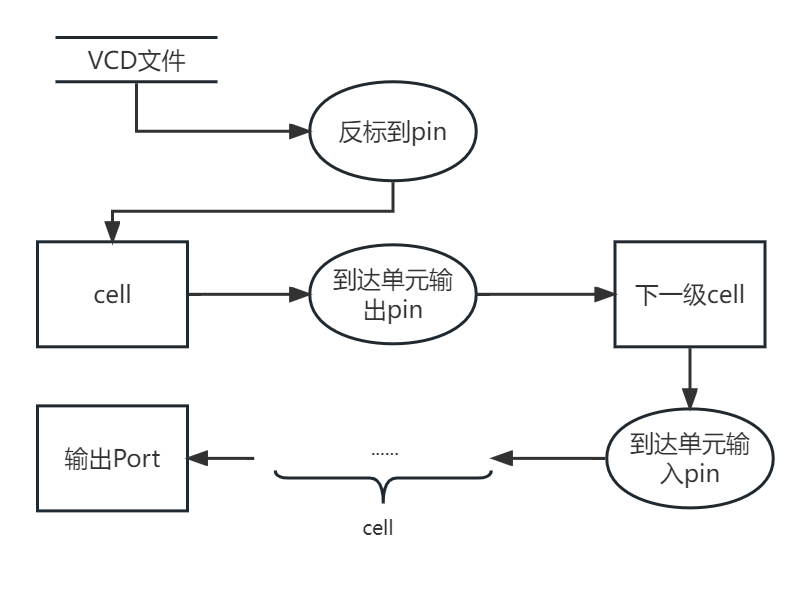 VCD文件
反标到pin
cell
到达单元输
出pin
下一级cell
输出Port
......
到达单元输
入pin
cell